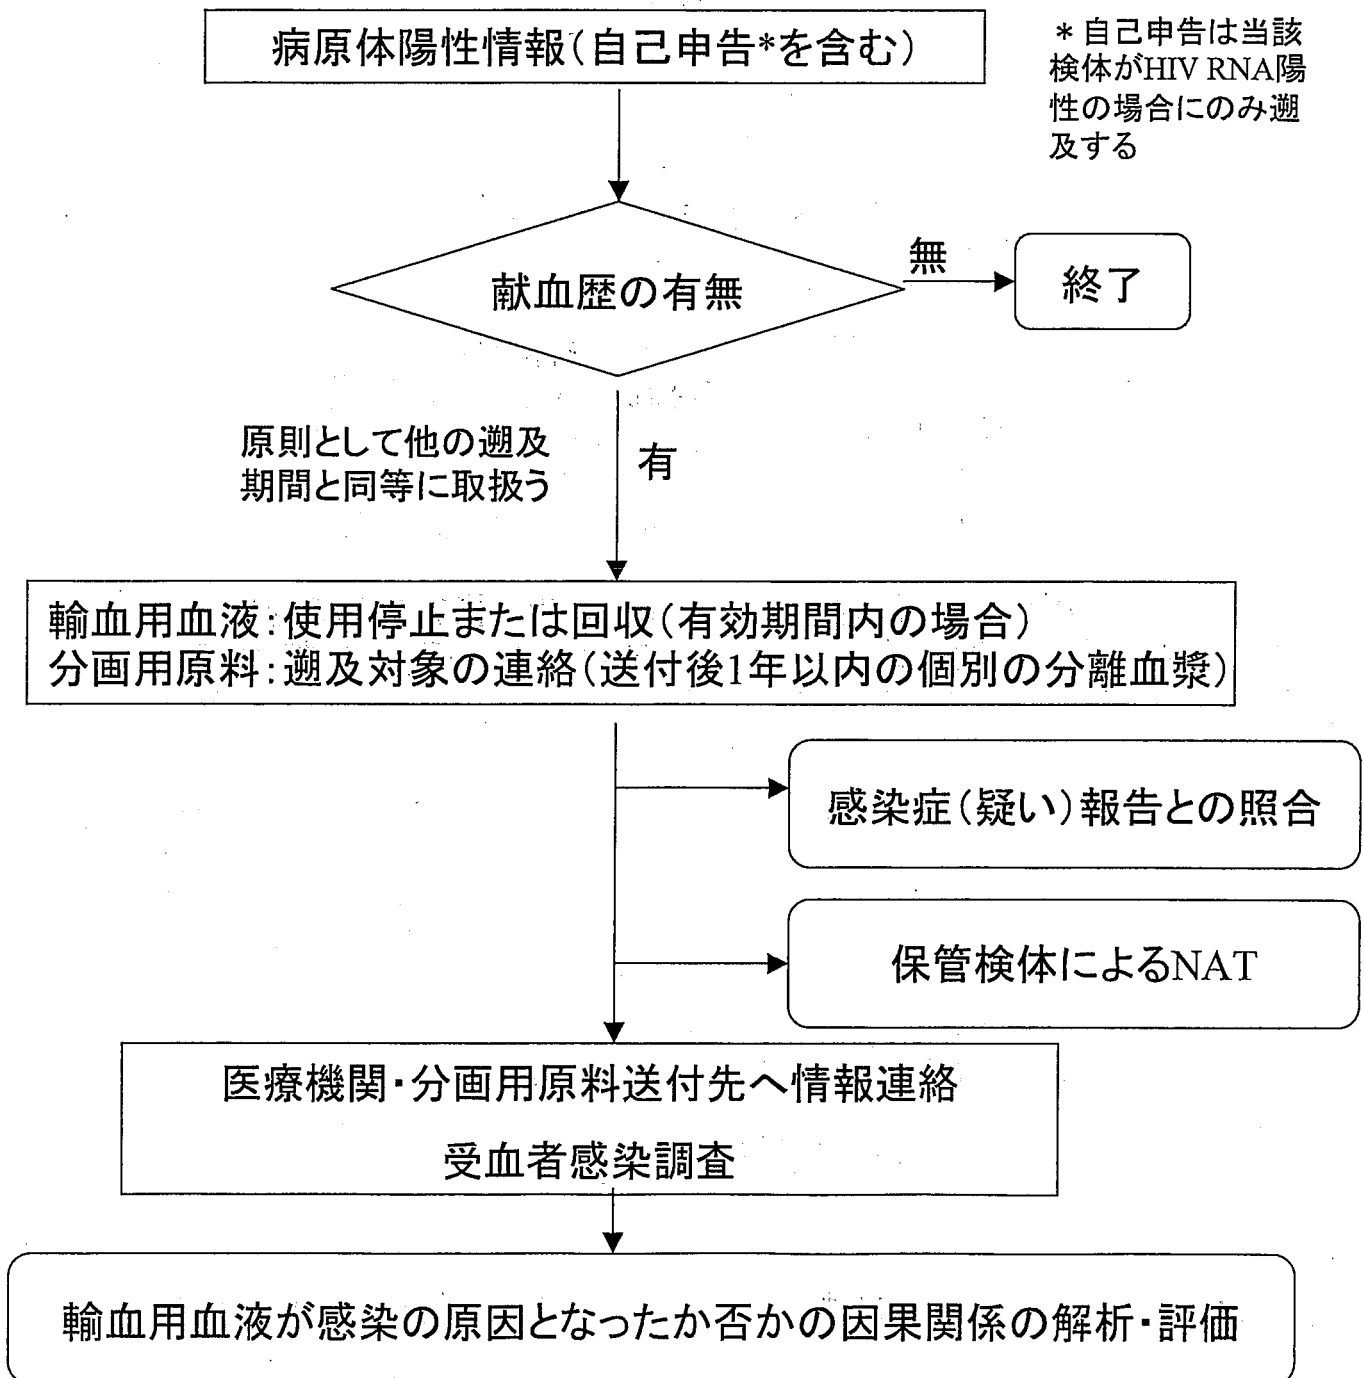 病原体陽性情報(自己申告*を含む)
*自己申告は当該
検体がHIV RNA陽
性の場合にのみ遡
及する
献血歴の有無
無
終了
原則として他の遡及
期間と同等に取扱う
有
輸血用血液:使用停止または回収(有効期間内の場合)
分画用原料:遡及対象の連絡(送付後1年以内の個別の分離血漿)
感染症(疑い)報告との照合
保管検体によるNAT
医療機関・分画用原料送付先へ情報連絡
受血者感染調査
輸血用血液が感染の原因となったか否かの因果関係の解析・評価